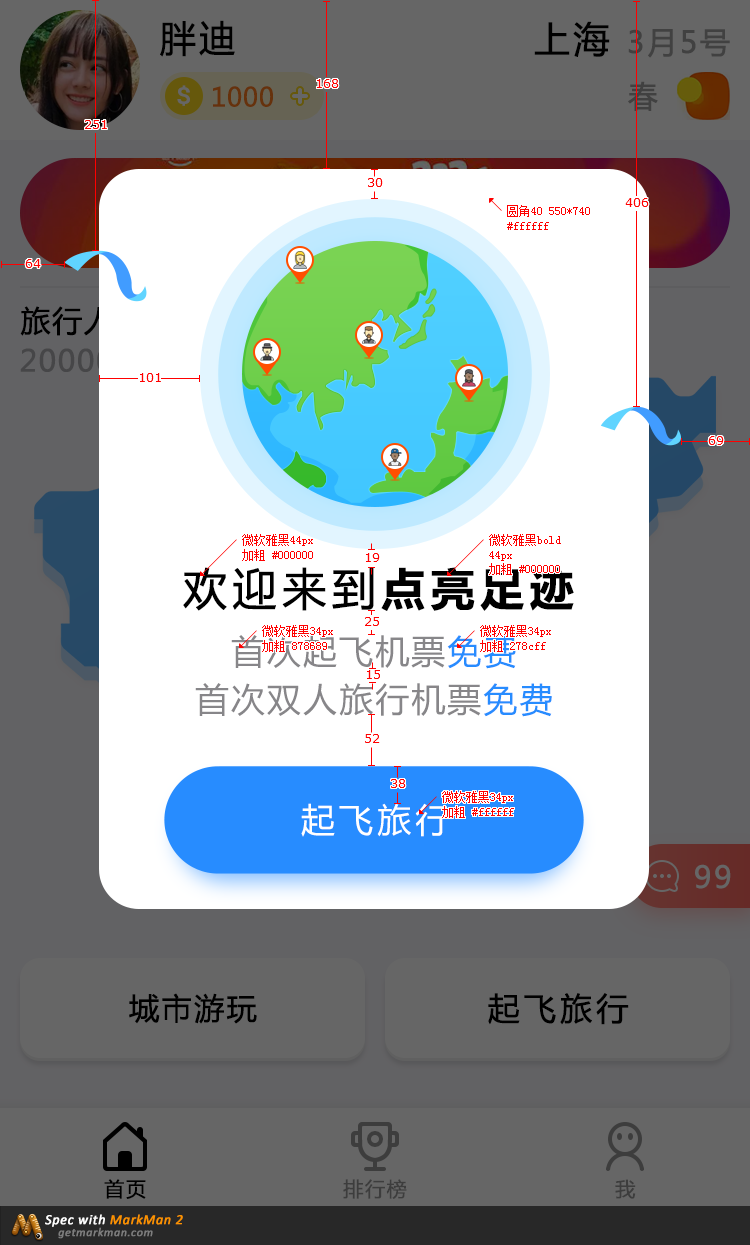 胖迪
上海 3月5号
1000
168
春
251
30
406
圆角40 550*740
#ffffff
64
旅行人
20000
101
69
微软雅黑44px
加粗 #000000
微软雅黑bold
44px
加粗 #000000
19
欢迎来到点亮足迹
25
微软雅黑34px
加粗 878689
微软雅黑34px
加粗 278cff
首次起飞机票免费
15
首次双人旅行机票免费
52
38
微软雅黑34px
加粗 #ffffff
起飞旅行
99
城市游玩
起飞旅行
首页
排行榜
我
Spec with MarkMan 2
getmarkman.com